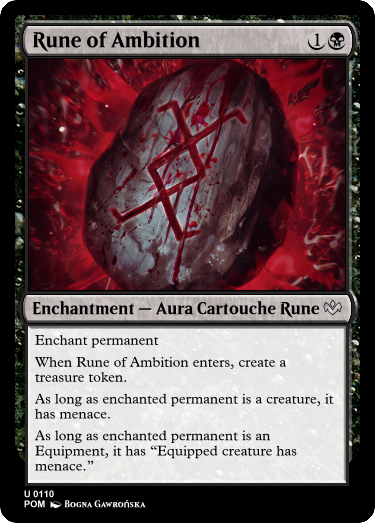 Rune of Ambition 1
Enchantment — Aura Cartouche Rune
Enchant permanent
When Rune of Ambition enters, create a
treasure token.
As long as enchanted permanent is a creature, it
has menace.
As long as enchanted permanent is an
Equipment, it has “Equipped creature has
menace.”
U 0110
POM Bogna Gawrońska